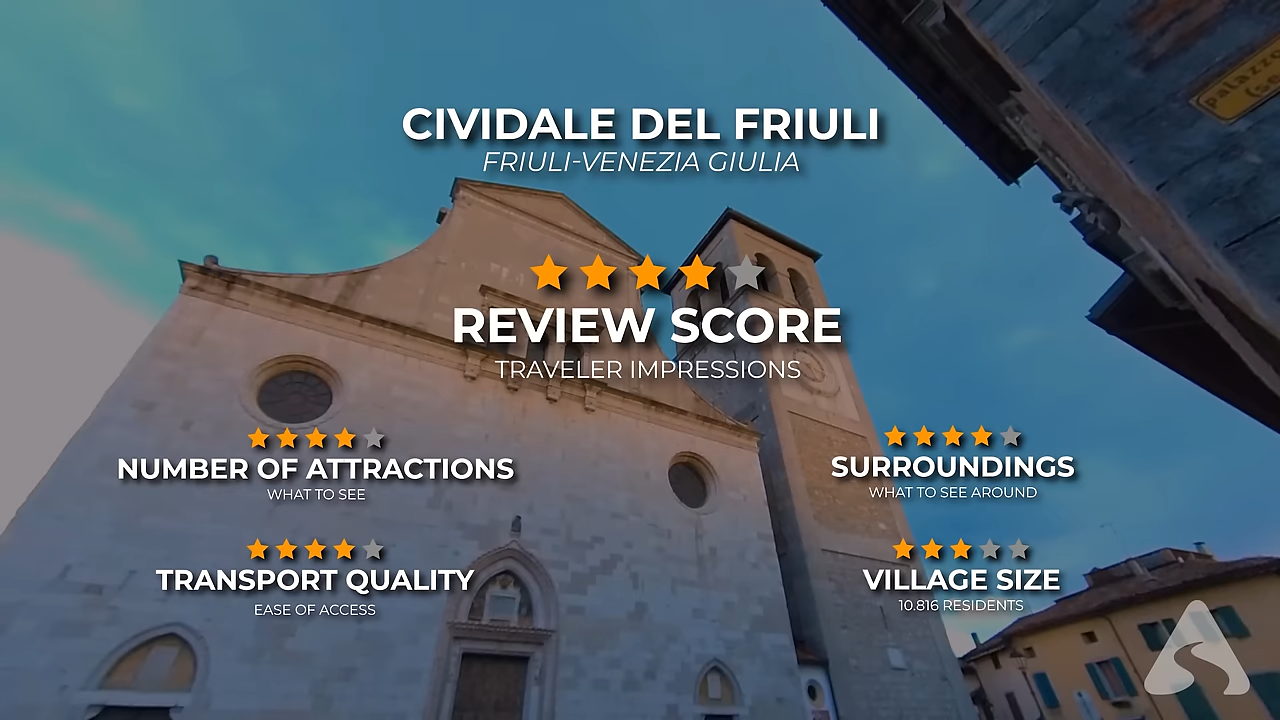 CIVIDALE DEL FRIULI
FRIULI-VENEZIA GIULIA
REVIEW SCORE
TRAVELER IMPRESSIONS
NUMBER OF ATTRACTIONS
WHAT TO SEE
SURROUNDINGS
WHAT TO SEE AROUND
TRANSPORT QUALITY
EASE OF ACCESS
VILLAGE SIZE
10.816 RESIDENTS
palazzo